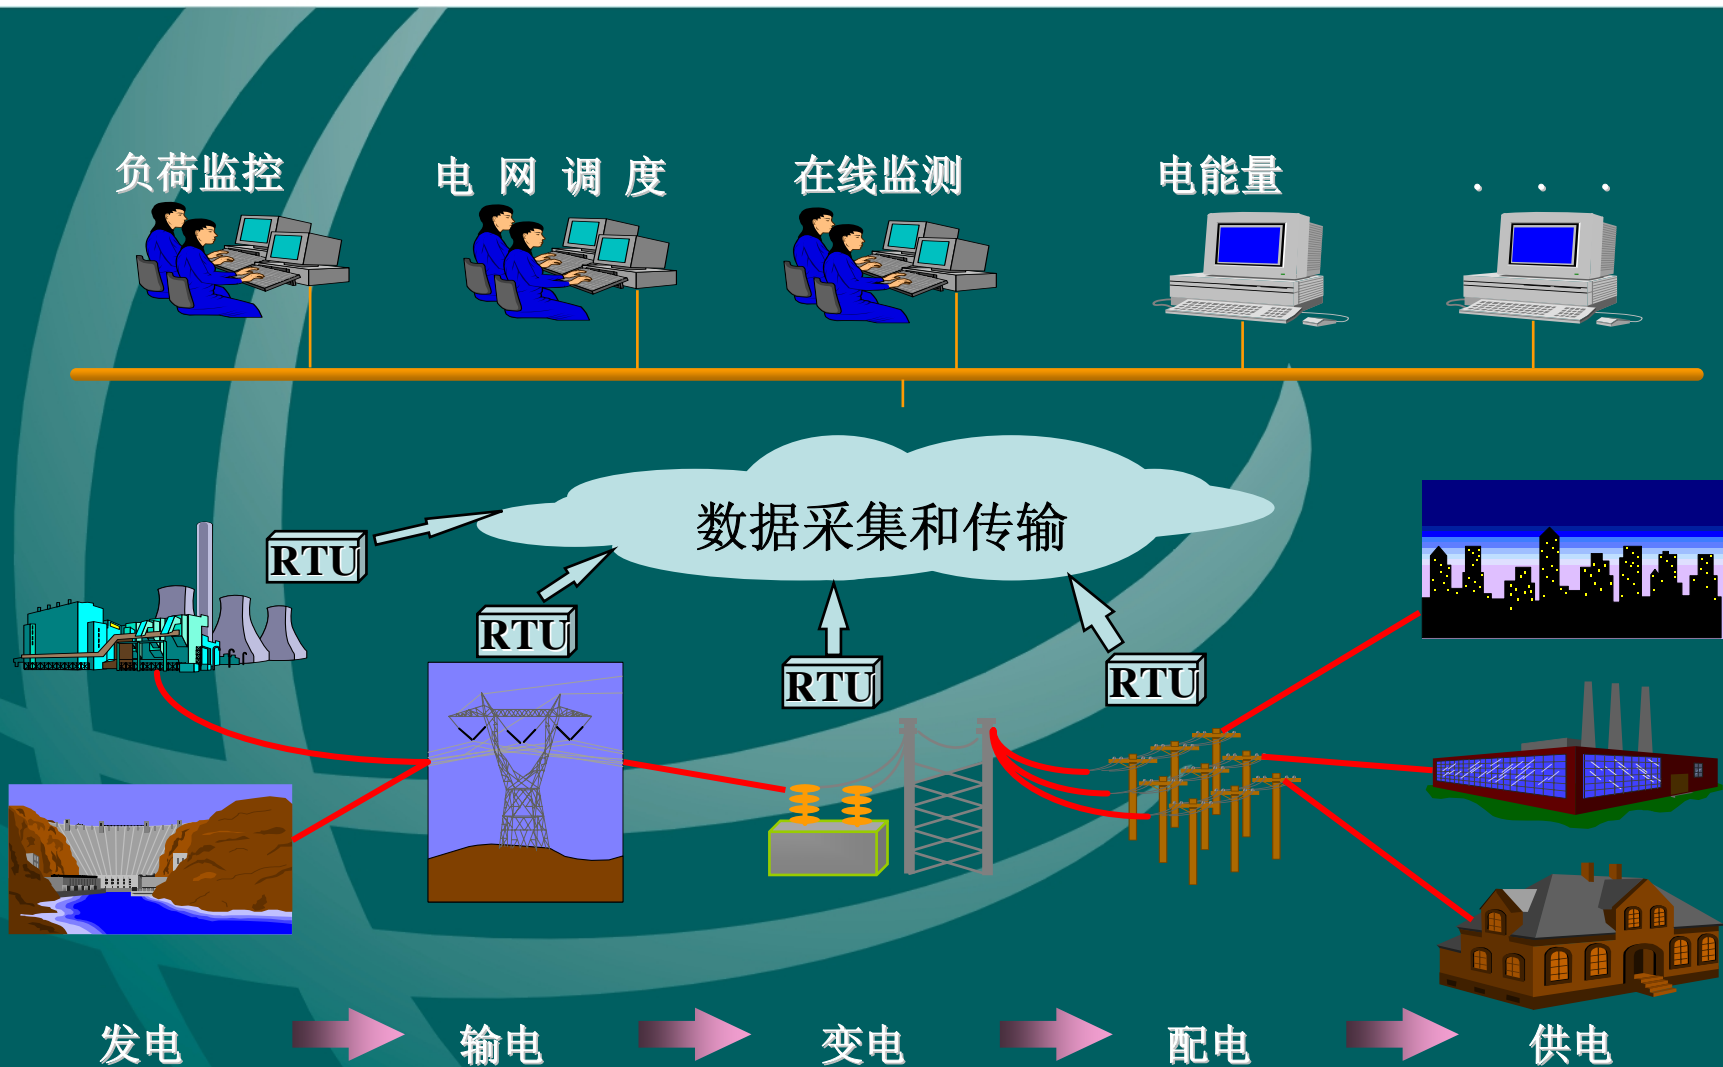 负荷监控
电网调度
在线监测
电能量
. . .
数据采集和传输
RTU
RTU
RTU
RTU
发电
输电
变电
配电
供电